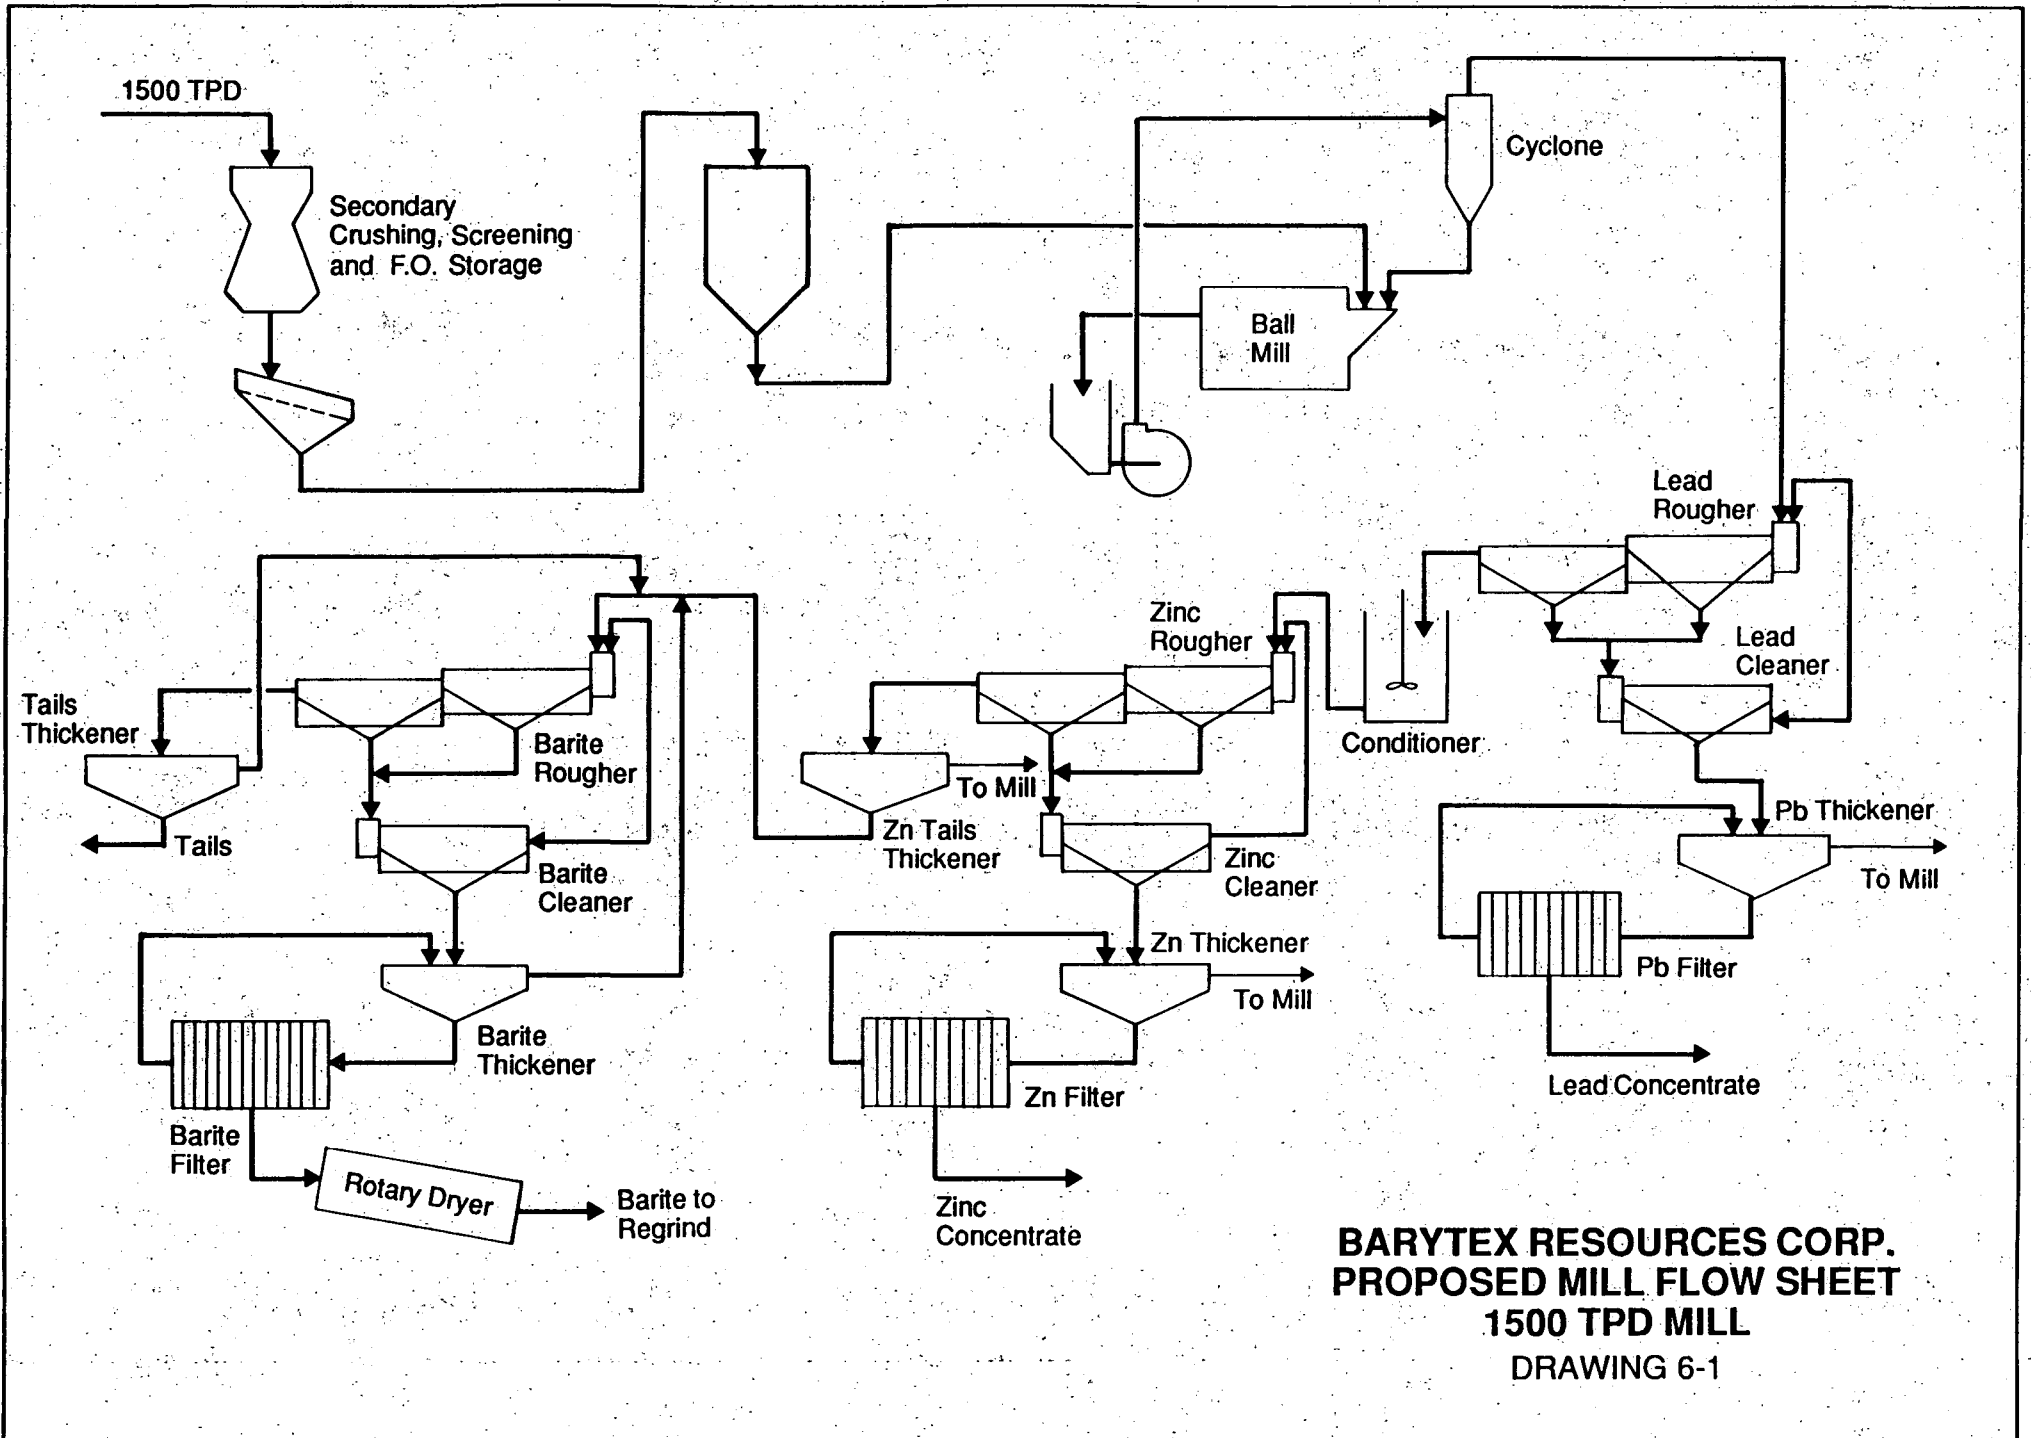 1500 TPD
Secondary
Crushing, Screening
and F.O. Storage
Cyclone
Ball
Mill
Lead
Rougher
Lead
Cleaner
Conditioner
Zinc
Rougher
Tails
Thickener
Barite
Rougher
To Mill
Zn Tails
Thickener
Tails
Barite
Cleaner
Zinc
Cleaner
Pb Thickener
To Mill
Pb Filter
Lead Concentrate
Zn Thickener
To Mill
Zn Filter
Zinc
Concentrate
Barite
Thickener
Barite
Filter
Rotary Dryer
Barite to
Regrind
BARYTEX RESOURCES CORP.
PROPOSED MILL FLOW SHEET
1500 TPD MILL
DRAWING 6-1